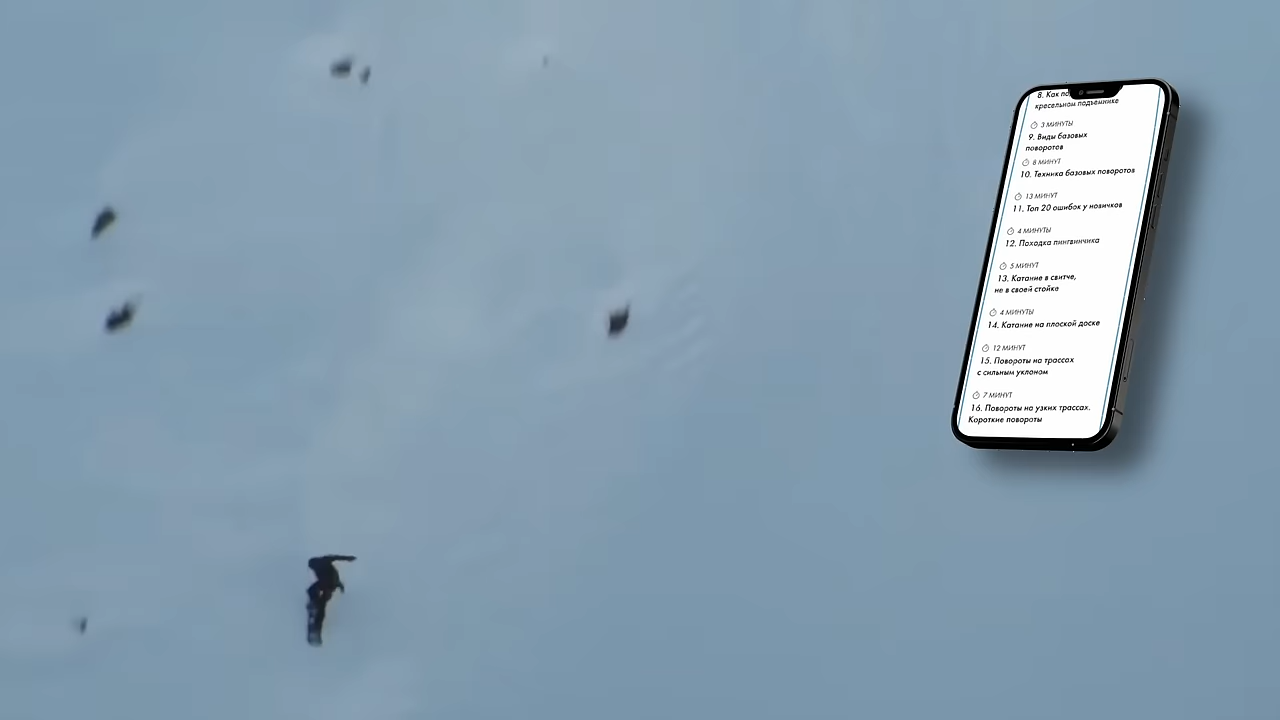 8. Как
кресельном подъемнике
3 МИНУТЫ
9. Виды базовых
поворотов
8 МИНУТ
10. Техника базовых поворотов
13 МИНУТ
11. Топ 20 ошибок у новичков
4 МИНУТЫ
12. Походка пингвинчика
5 МИНУТ
13. Катание в свитче,
не в своей стойке
4 МИНУТЫ
14. Катание на плоской доске
12 МИНУТ
15. Повороты на трассах
с сильным уклоном
7 МИНУТ
16. Повороты на узких трассах.
Короткие повороты